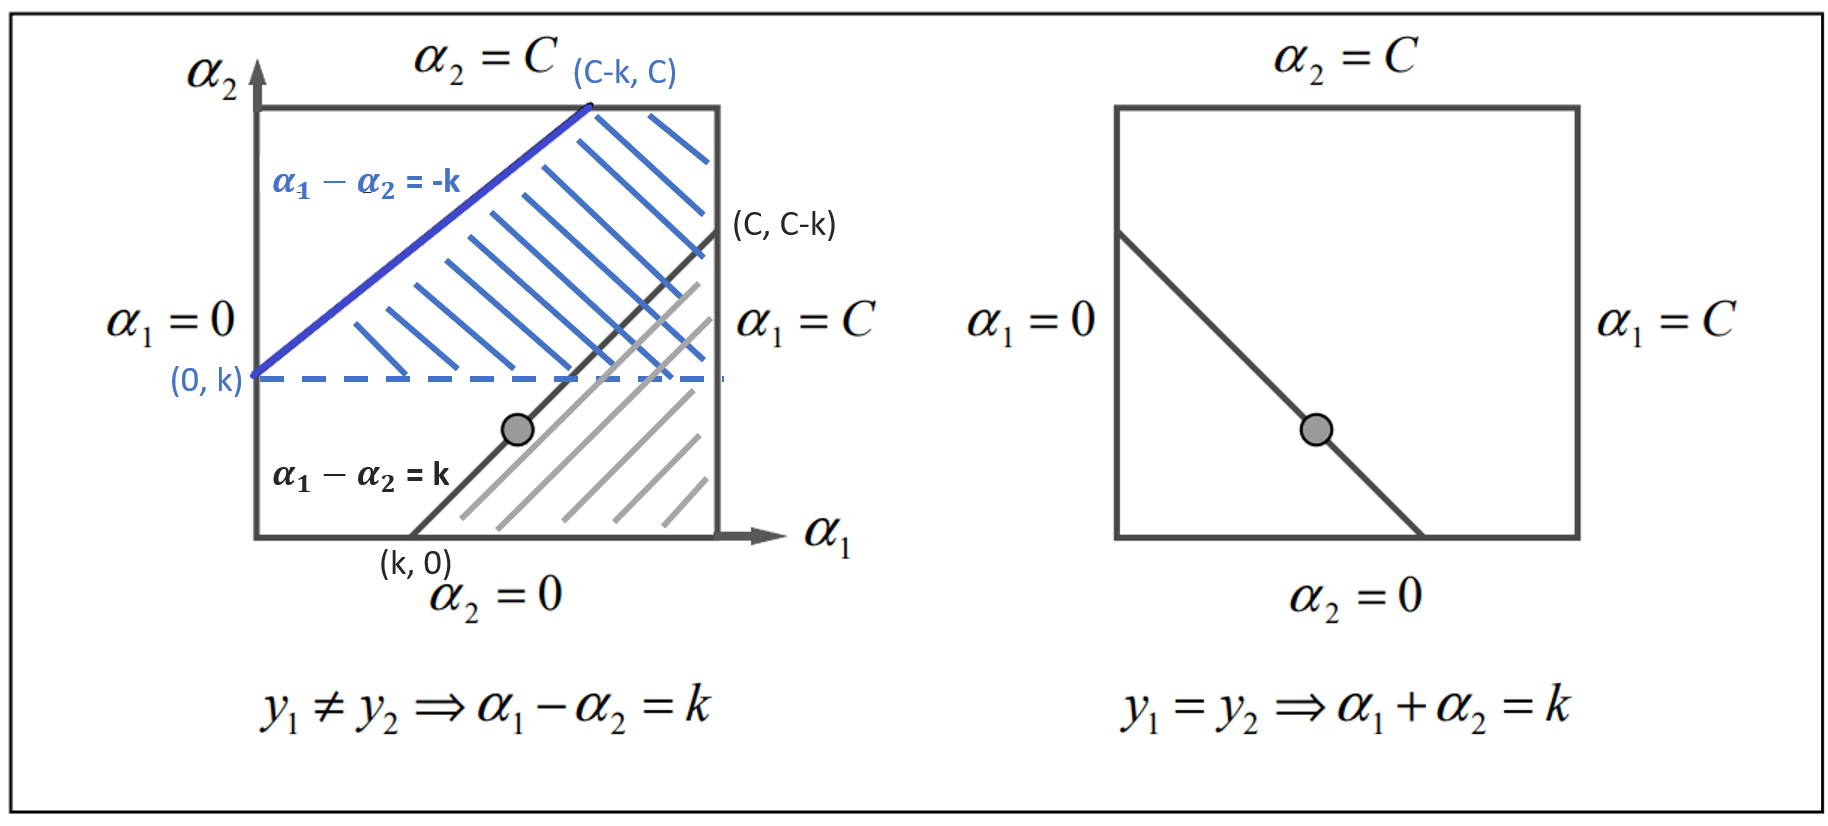 α₂ = C
(C-k, C)
α₂
α₁ − α₂ = -k
(C, C-k)
α₁ = 0
α₁ = C
(0, k)
α₁ − α₂ = k
α₁
(k, 0)
α₂ = 0
y₁ ≠ y₂ ⇒ α₁ − α₂ = k
α₂ = C
α₁ = 0
α₁ = C
α₂ = 0
y₁ = y₂ ⇒ α₁ + α₂ = k